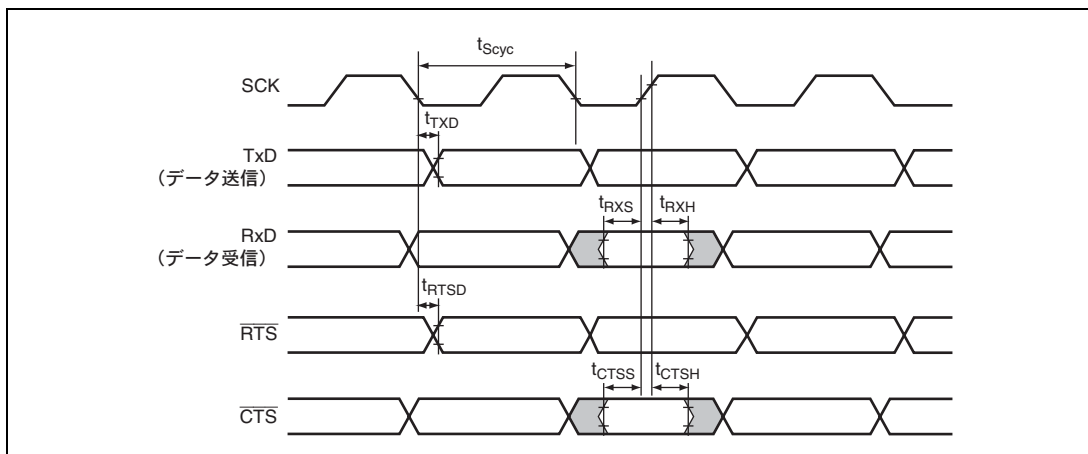 tScyc
SCK
tTXD
TxD
（データ送信）
tRXS tRXH
RxD
（データ受信）
tRTSD
RTS
tCTSS tCTSH
CTS